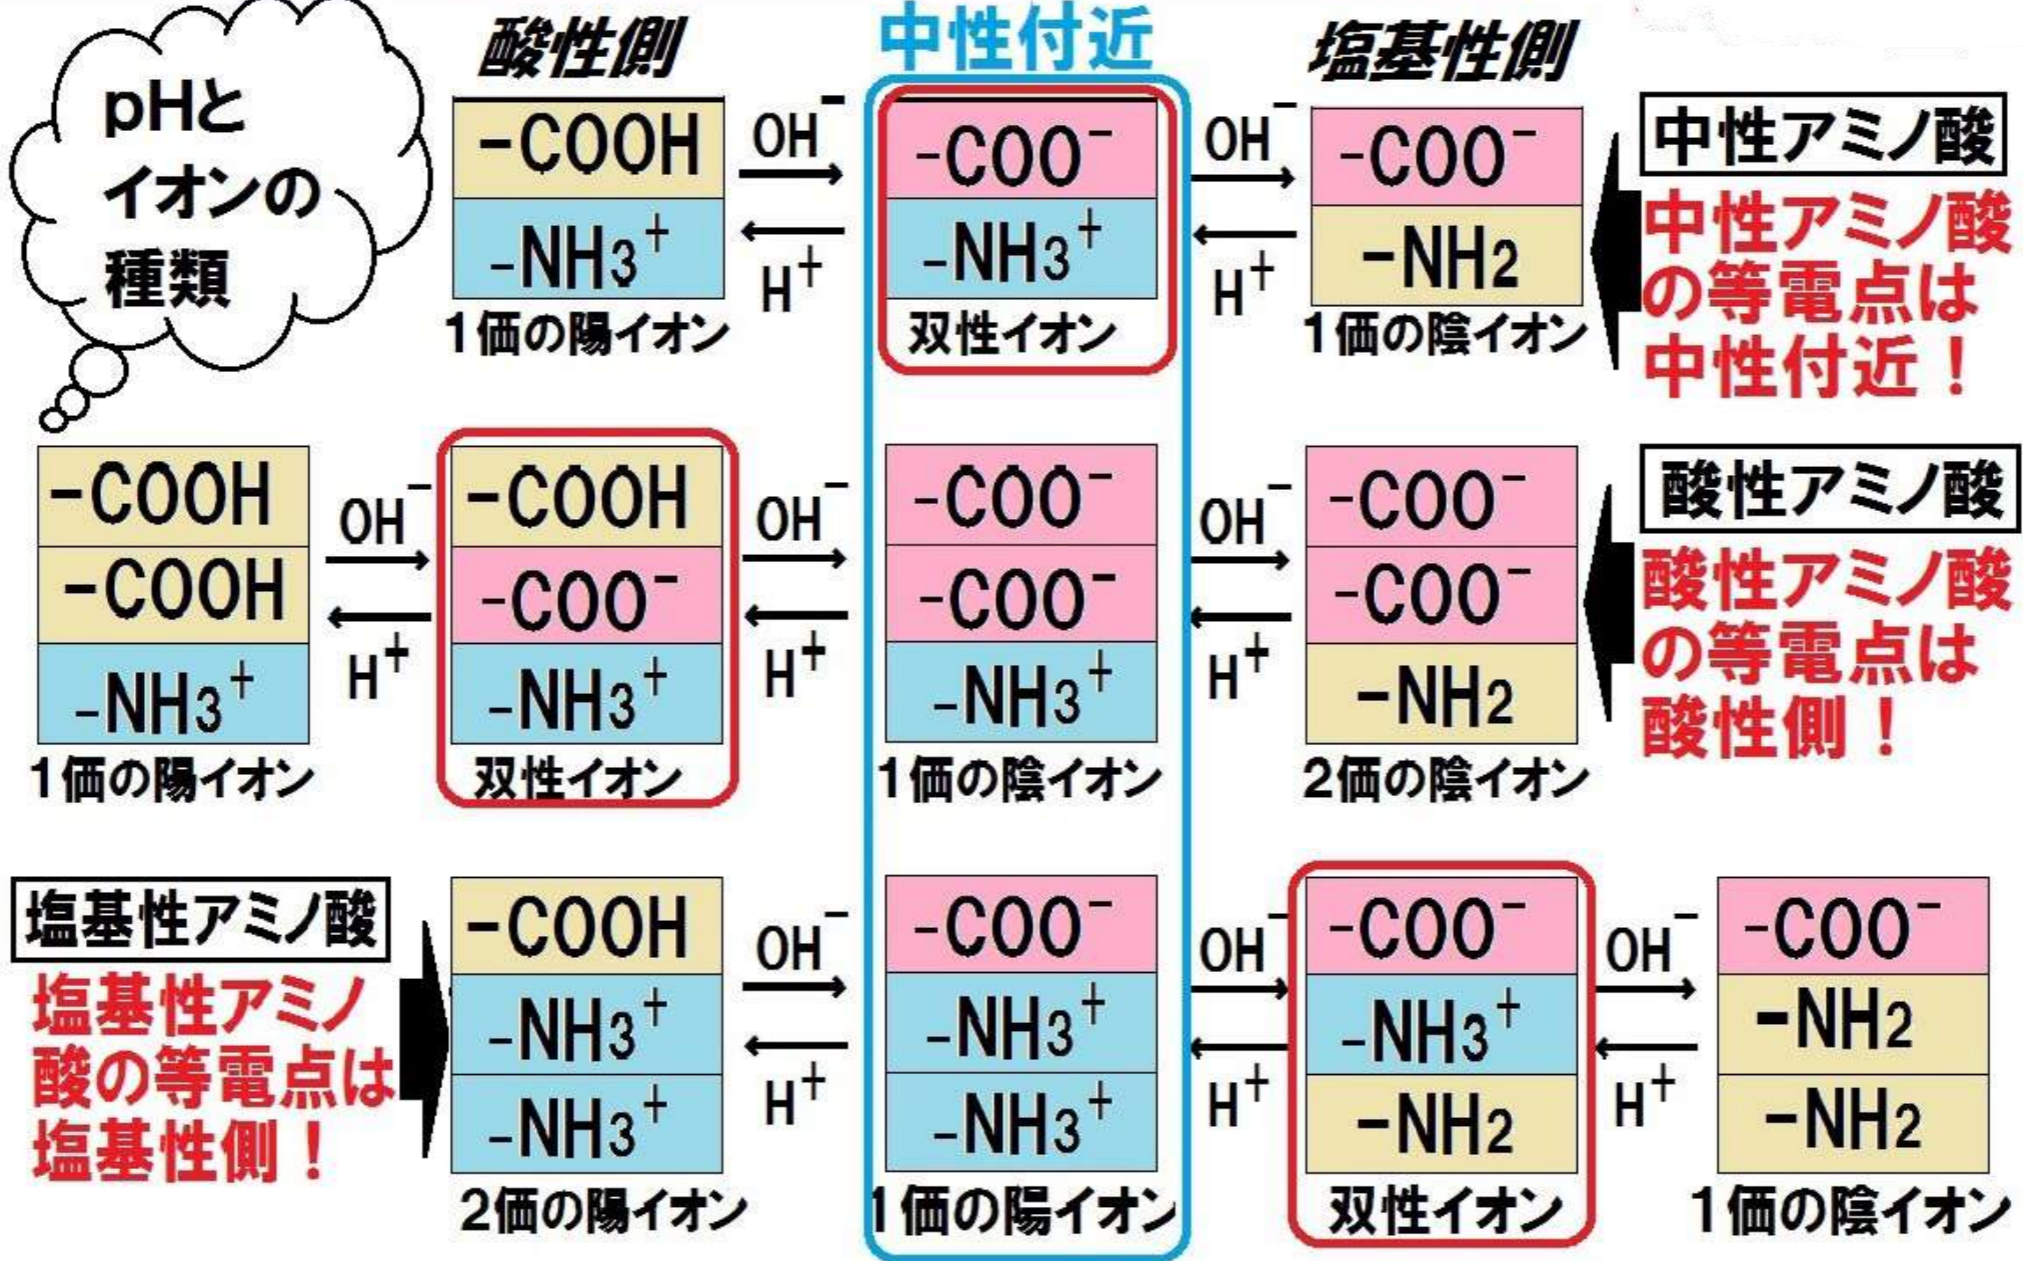 pHと
イオンの
種類
酸性側
中性付近
塩基性側
-COOH
-NH3+
1価の陽イオン
OH-
H+
-COO-
-NH3+
双性イオン
OH-
H+
-COO-
-NH2
1価の陰イオン
中性アミノ酸
中性アミノ酸
の等電点は
中性付近！
-COOH
-COOH
-NH3+
1価の陽イオン
OH-
H+
-COOH
-COO-
-NH3+
双性イオン
OH-
H+
-COO-
-COO-
-NH3+
1価の陰イオン
OH-
H+
-COO-
-COO-
-NH2
2価の陰イオン
酸性アミノ酸
酸性アミノ酸
の等電点は
酸性側！
塩基性アミノ酸
塩基性アミノ
酸の等電点は
塩基性側！
-COOH
-NH3+
-NH3+
2価の陽イオン
OH-
H+
-COO-
-NH3+
-NH3+
1価の陽イオン
OH-
H+
-COO-
-NH3+
-NH2
双性イオン
OH-
H+
-COO-
-NH2
-NH2
1価の陰イオン